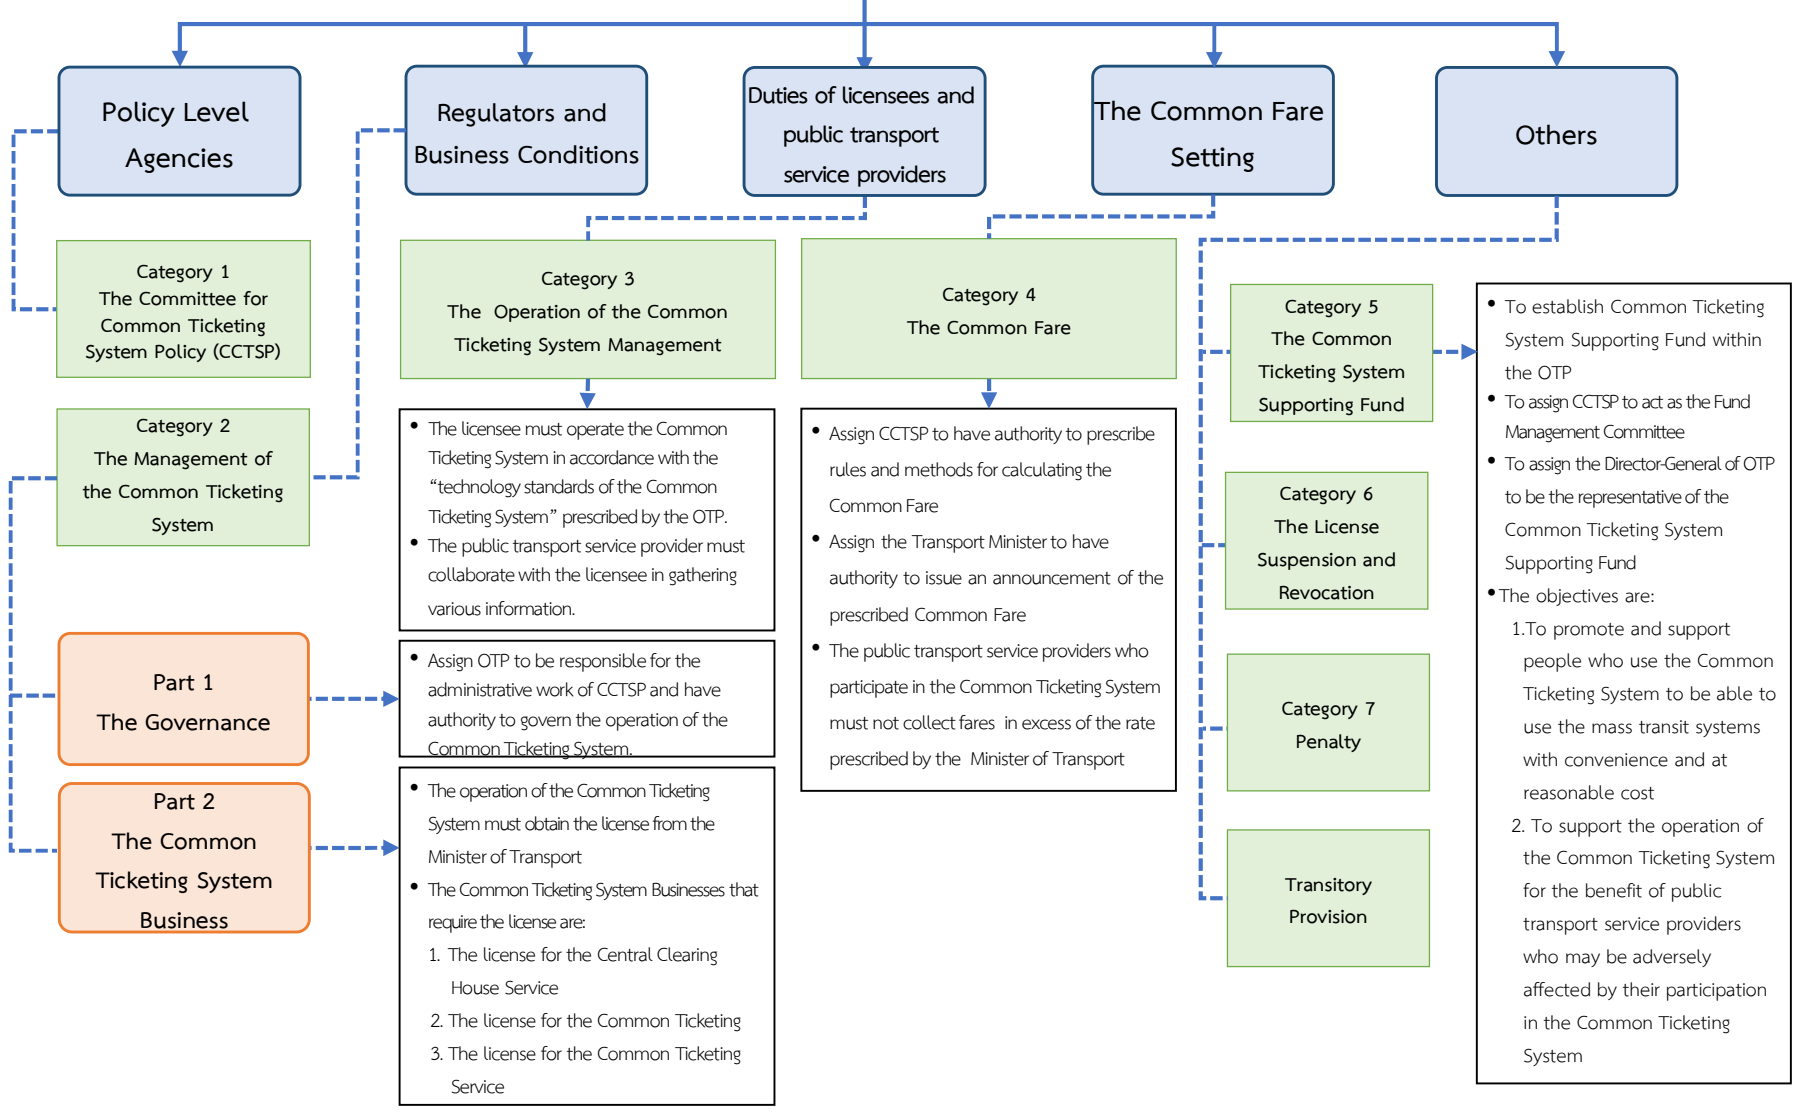 Policy Level
Agencies
Regulators and
Business Conditions
Duties of licensees and
public transport
service providers
The Common Fare
Setting
Others
Category 1
The Committee for
Common Ticketing
System Policy (CCTSP)
Category 2
The Management of
the Common Ticketing
System
Part 1
The Governance
Part 2
The Common
Ticketing System
Business
Category 3
The Operation of the Common
Ticketing System Management
• The licensee must operate the Common
Ticketing System in accordance with the
“technology standards of the Common
Ticketing System” prescribed by the OTP.
• The public transport service provider must
collaborate with the licensee in gathering
various information.
• Assign OTP to be responsible for the
administrative work of CCTSP and have
authority to govern the operation of the
Common Ticketing System.
• The operation of the Common Ticketing
System must obtain the license from the
Minister of Transport
• The Common Ticketing System Businesses that
require the license are:
1. The license for the Central Clearing
House Service
2. The license for the Common Ticketing
3. The license for the Common Ticketing
Service
Category 4
The Common Fare
• Assign CCTSP to have authority to prescribe
rules and methods for calculating the
Common Fare
• Assign the Transport Minister to have
authority to issue an announcement of the
prescribed Common Fare
• The public transport service providers who
participate in the Common Ticketing System
must not collect fares in excess of the rate
prescribed by the Minister of Transport
Category 5
The Common
Ticketing System
Supporting Fund
Category 6
The License
Suspension and
Revocation
Category 7
Penalty
Transitory
Provision
• To establish Common Ticketing
System Supporting Fund within
the OTP
• To assign CCTSP to act as the Fund
Management Committee
• To assign the Director-General of OTP
to be the representative of the
Common Ticketing System
Supporting Fund
• The objectives are:
1.To promote and support
people who use the Common
Ticketing System to be able to
use the mass transit systems
with convenience and at
reasonable cost
2. To support the operation of
the Common Ticketing System
for the benefit of public
transport service providers
who may be adversely
affected by their participation
in the Common Ticketing
System